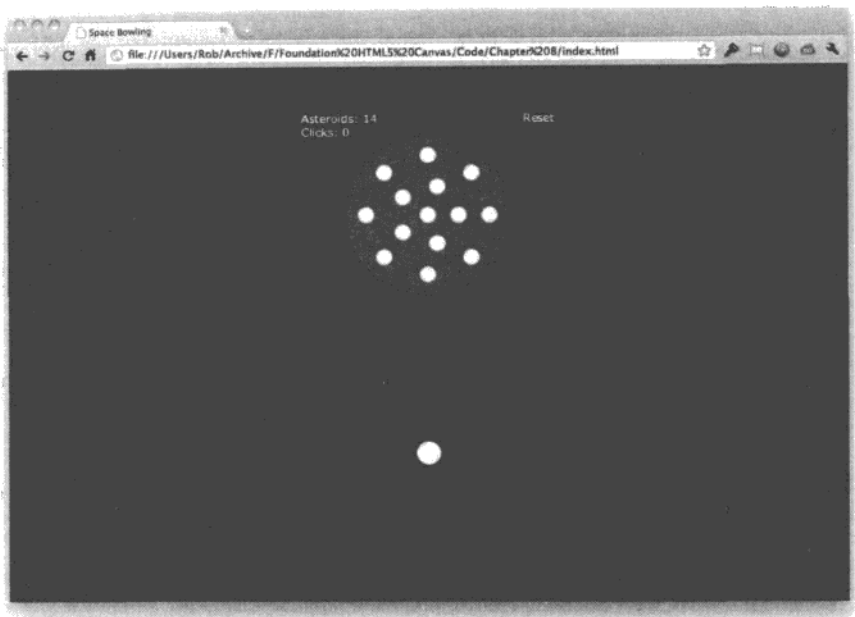 Space Bowling
file:///Users/Rob/Archive/F/Foundation%20HTML5%20Canvas/Code/Chapter%208/index.html
Asteroids: 14
Reset
Clicks: 0